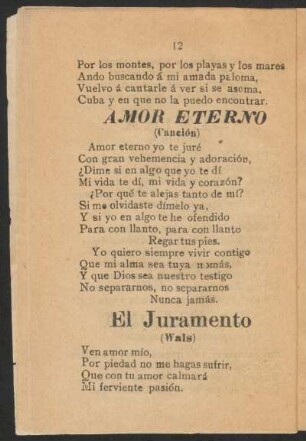 12
Por los montes, por los playas y los mares
Ando buscando á mi amada paloma,
Vuelvo á cantarle á ver si se asoma,
Cuba y en que no la puedo encontrar.
AMOR ETERNO
(Canción)
Amor eterno yo te juré
Con gran vehemencia y adoración,
¿Dime si en algo que yo te dí
Mi vida te dí, mi vida y corazón?
¿Por qué te alejas tanto de mí?
Si me olvidaste dímelo ya,
Y si yo en algo te he ofendido
Para con llanto, para con llanto
Regar tus pies.
Yo quiero siempre vivir contigo
Que mi alma sea tuya nomás,
Y que Dios sea nuestro testigo
No separarnos, no separarnos
Nunca jamás.
El Juramento
(Wals)
Ven amor mío,
Por piedad no me hagas sufrir,
Que con tu amor calmará
Mi ferviente pasión.